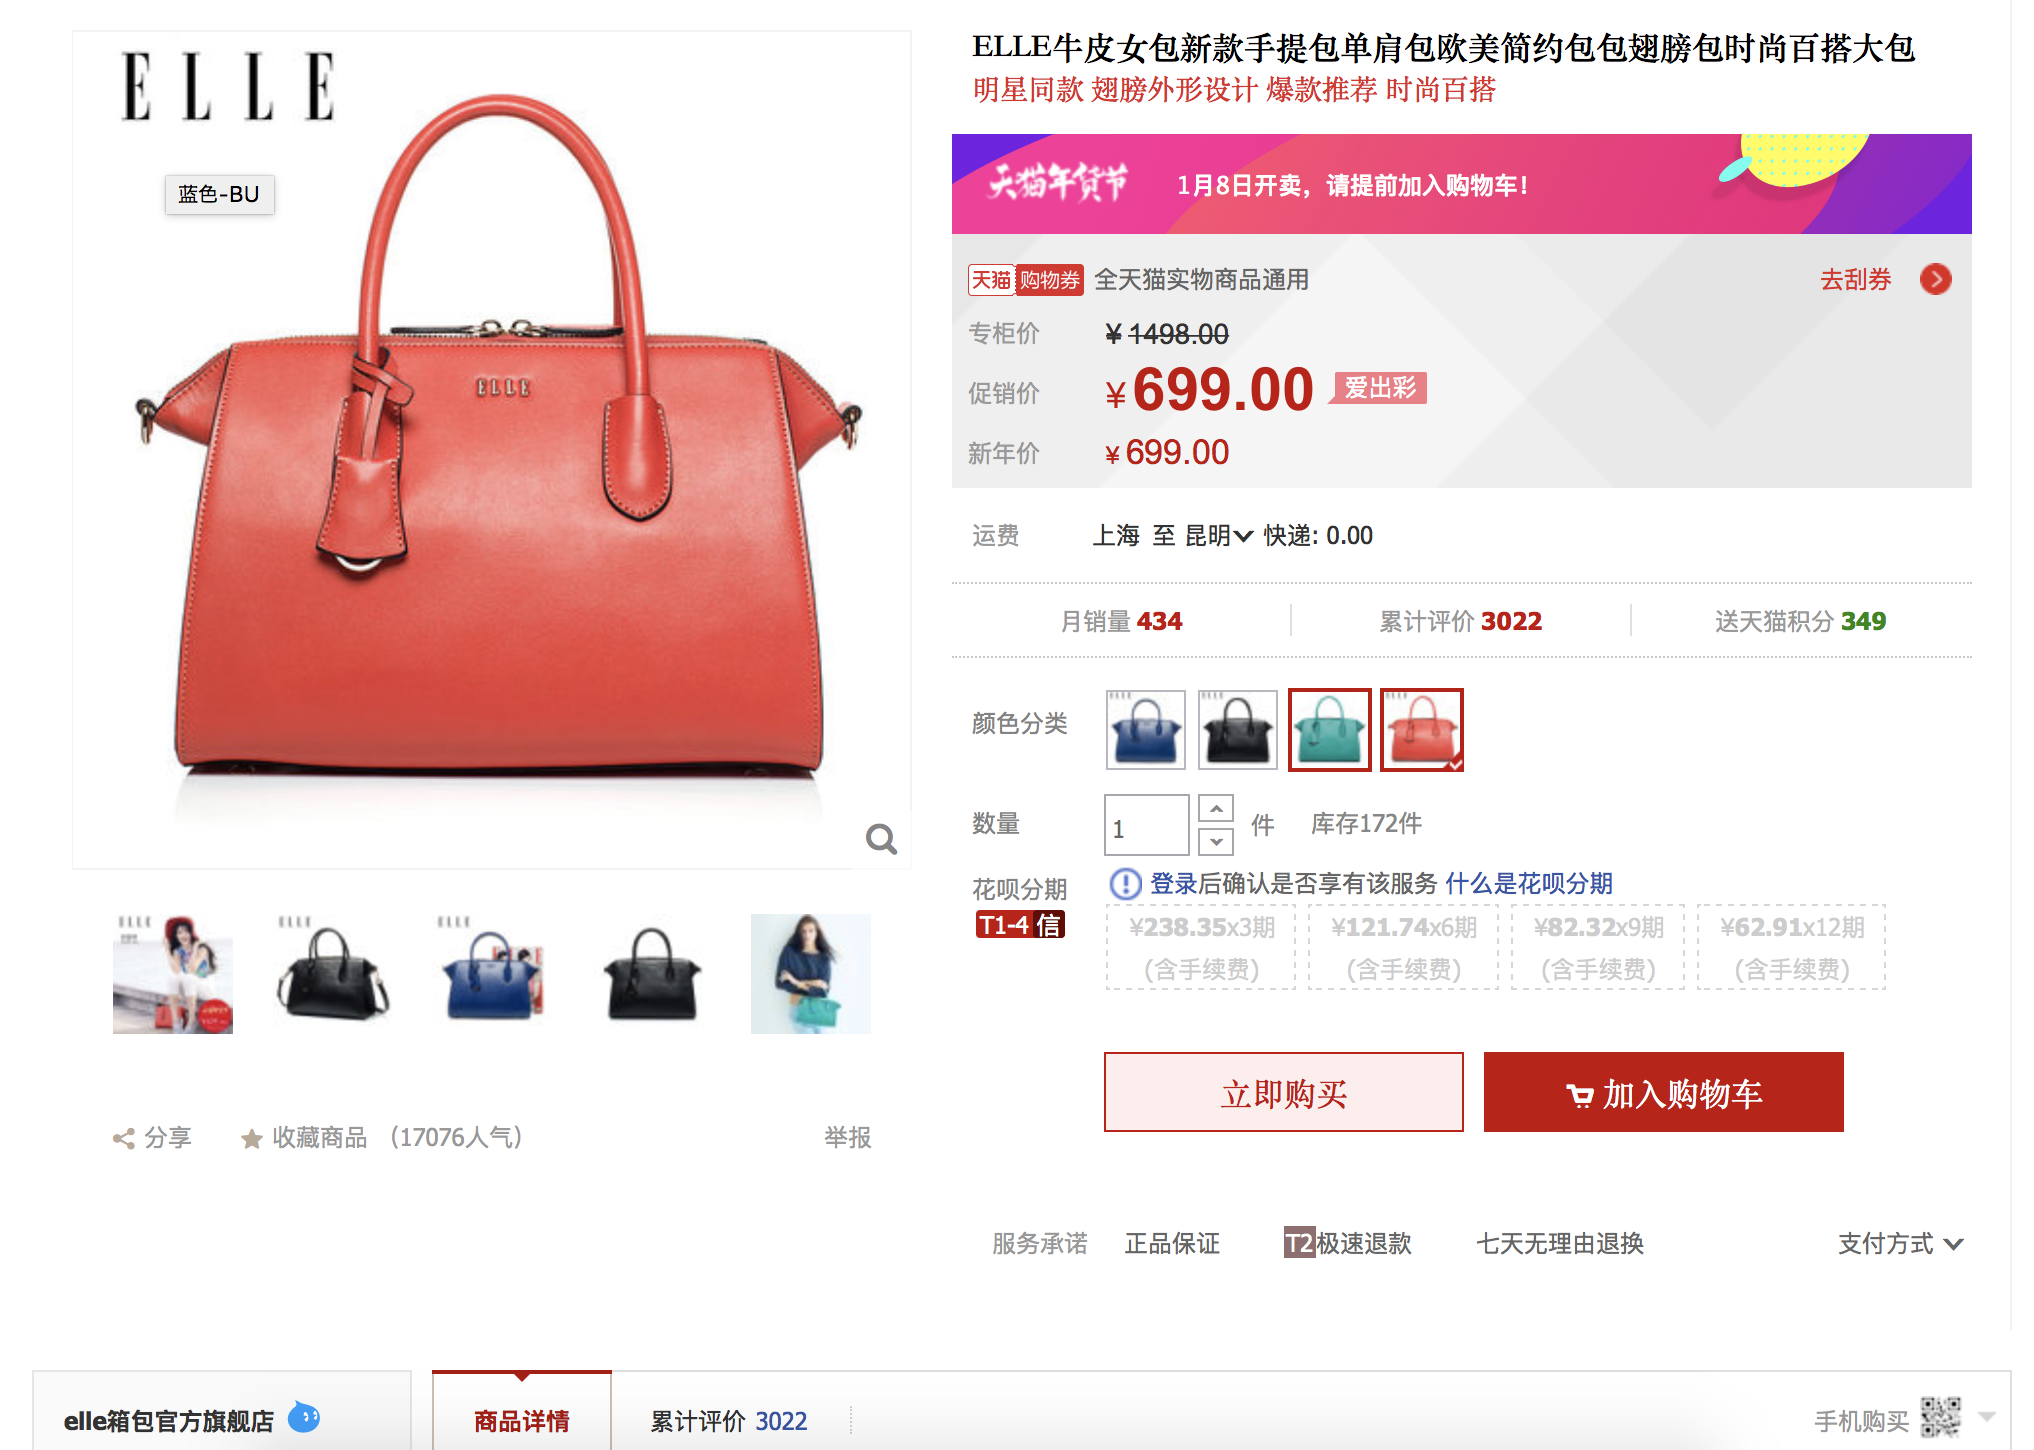 ELLE
蓝色-BU
ELLE
分享
收藏商品 (17076人气)
举报
ELLE牛皮女包新款手提包单肩包欧美简约包包翅膀包时尚百搭大包
明星同款 翅膀外形设计 爆款推荐 时尚百搭
天猫年货节 1月8日开卖，请提前加入购物车！
天猫 购物券 全天猫实物商品通用 去刮券
专柜价 ¥ 1498.00
促销价 ¥ 699.00 爱出彩
新年价 ¥ 699.00
运费 上海 至 昆明 快递: 0.00
月销量 434 累计评价 3022 送天猫积分 349
颜色分类
数量 1 件 库存172件
花呗分期 登录后确认是否享有该服务 什么是花呗分期
T1-4 信
¥238.35x3期 ¥121.74x6期 ¥82.32x9期 ¥62.91x12期
(含手续费) (含手续费) (含手续费) (含手续费)
立即购买 加入购物车
服务承诺 正品保证 T2极速退款 七天无理由退换 支付方式
elle箱包官方旗舰店 商品详情 累计评价 3022 手机购买